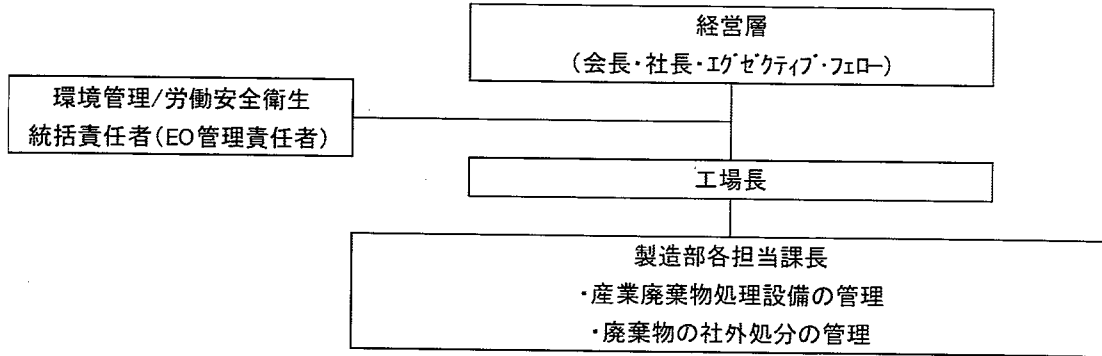 経営層
(会長・社長・エグゼクティブ・フェロー)
環境管理/労働安全衛生
統括責任者(EO管理責任者)
工場長
製造部各担当課長
・産業廃棄物処理設備の管理
・廃棄物の社外処分の管理